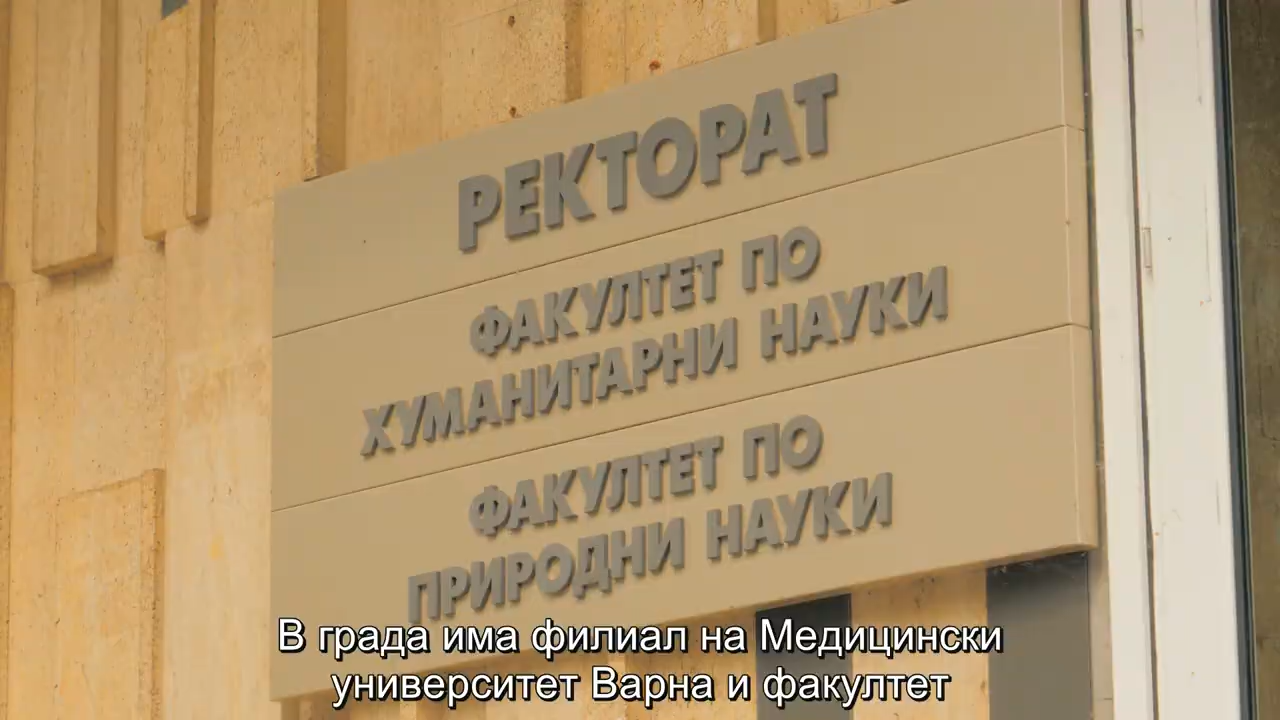 РЕКТОРАТ
ФАКУЛТЕТ ПО
ХУМАНИТАРНИ НАУКИ
ФАКУЛТЕТ ПО
ПРИРОДНИ НАУКИ
В града има филиал на Медицински
университет Варна и факултет